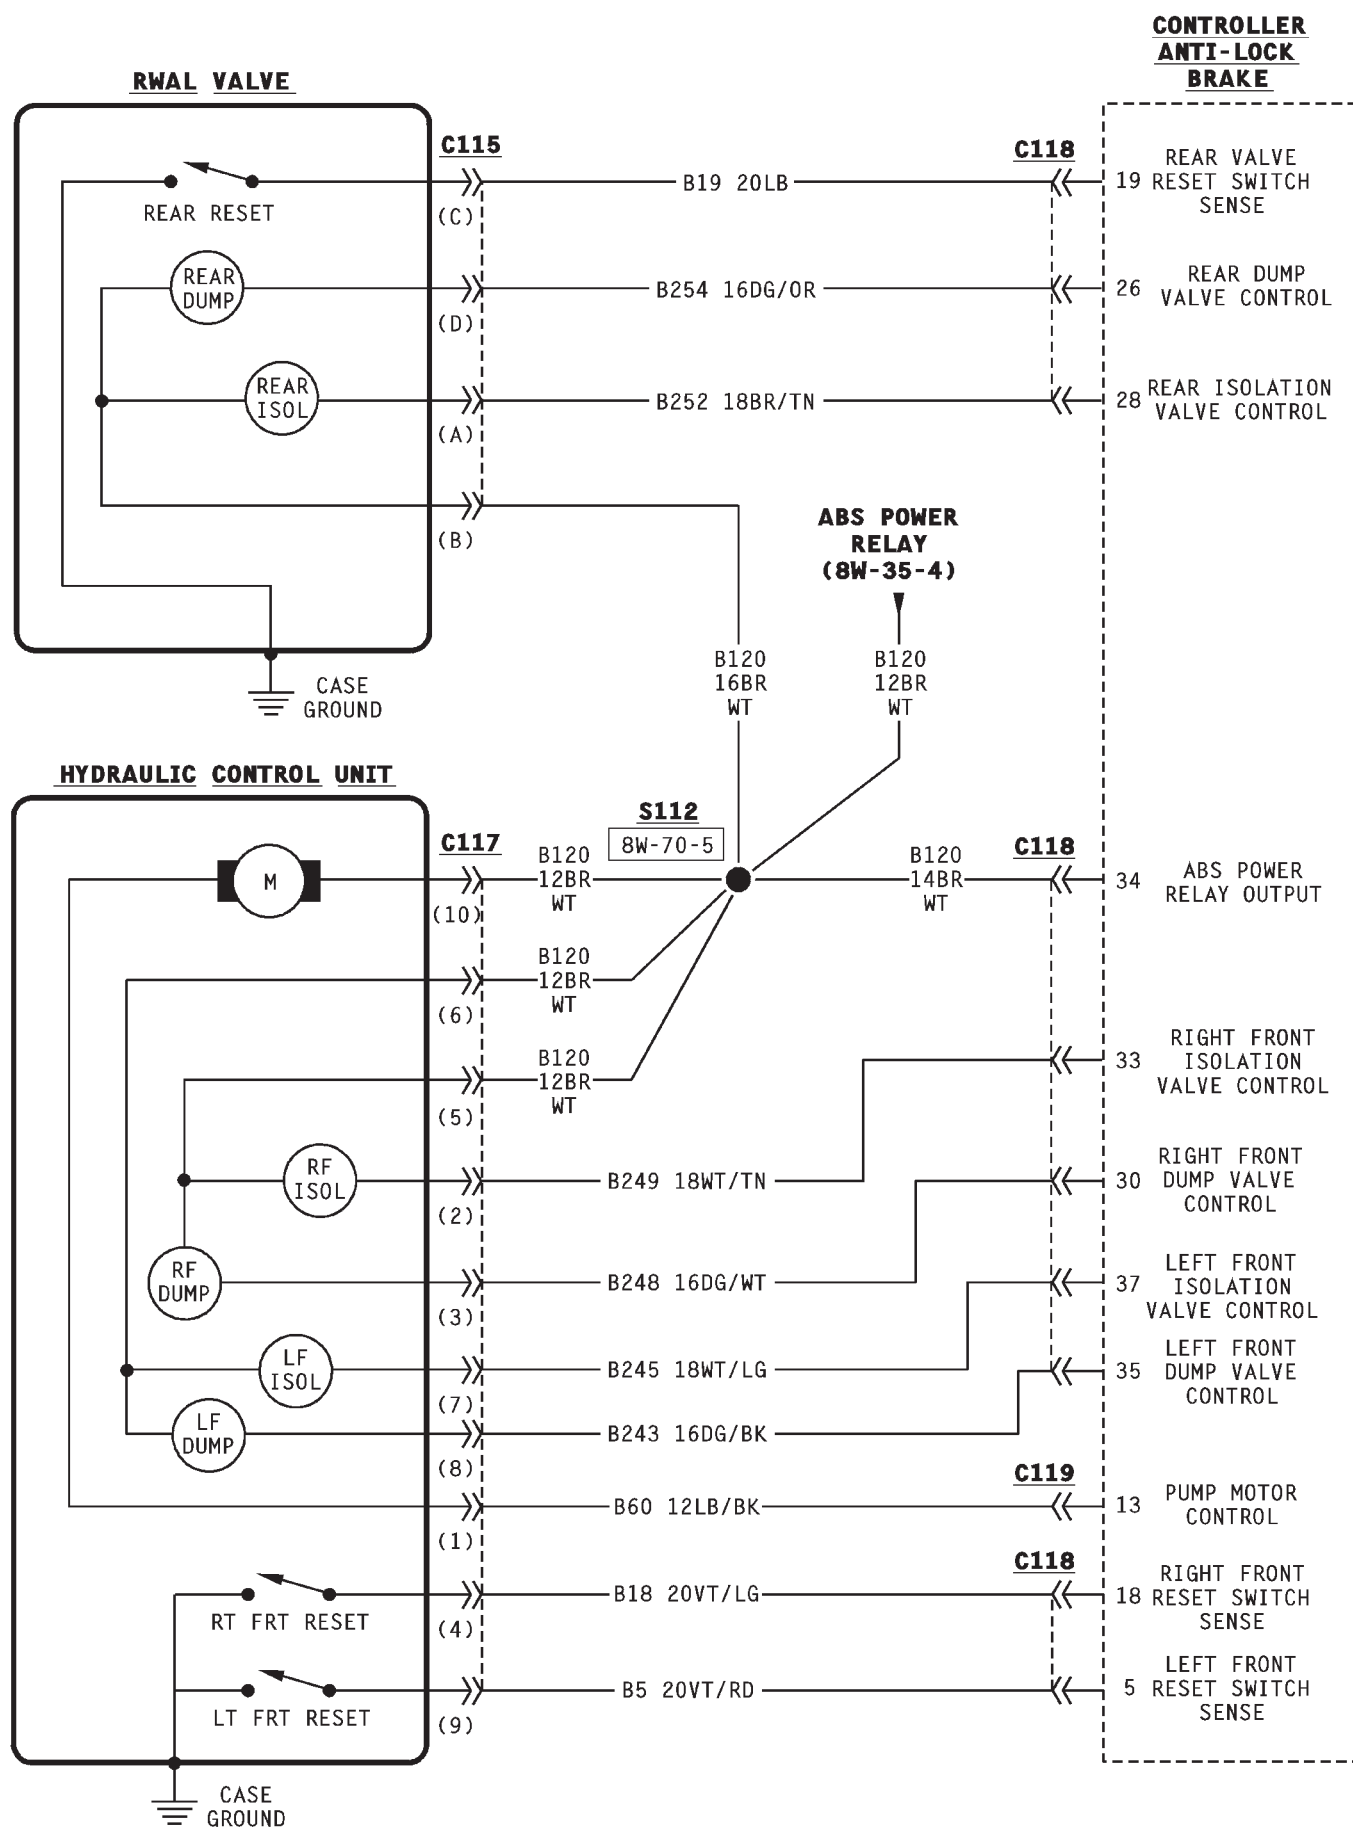 CONTROLLER
ANTI-LOCK
BRAKE
RWAL VALVE
C115
C118
REAR RESET
(C)
B19 20LB
19
REAR VALVE
RESET SWITCH
SENSE
REAR
DUMP
(D)
B254 16DG/OR
26
REAR DUMP
VALVE CONTROL
REAR
ISOL
(A)
B252 18BR/TN
28
REAR ISOLATION
VALVE CONTROL
(B)
ABS POWER
RELAY
(8W-35-4)
B120
16BR
WT
B120
12BR
WT
CASE
GROUND
HYDRAULIC CONTROL UNIT
C117
S112
8W-70-5
C118
M
(10)
B120
12BR
WT
B120
14BR
WT
34
ABS POWER
RELAY OUTPUT
(6)
B120
12BR
WT
(5)
B120
12BR
WT
33
RIGHT FRONT
ISOLATION
VALVE CONTROL
RF
ISOL
(2)
B249 18WT/TN
30
RIGHT FRONT
DUMP VALVE
CONTROL
RF
DUMP
(3)
B248 16DG/WT
37
LEFT FRONT
ISOLATION
VALVE CONTROL
LF
ISOL
(7)
B245 18WT/LG
35
LEFT FRONT
DUMP VALVE
CONTROL
LF
DUMP
(8)
B243 16DG/BK
C119
(1)
B60 12LB/BK
13
PUMP MOTOR
CONTROL
C118
RT FRT RESET
(4)
B18 20VT/LG
18
RIGHT FRONT
RESET SWITCH
SENSE
LT FRT RESET
(9)
B5 20VT/RD
5
LEFT FRONT
RESET SWITCH
SENSE
CASE
GROUND